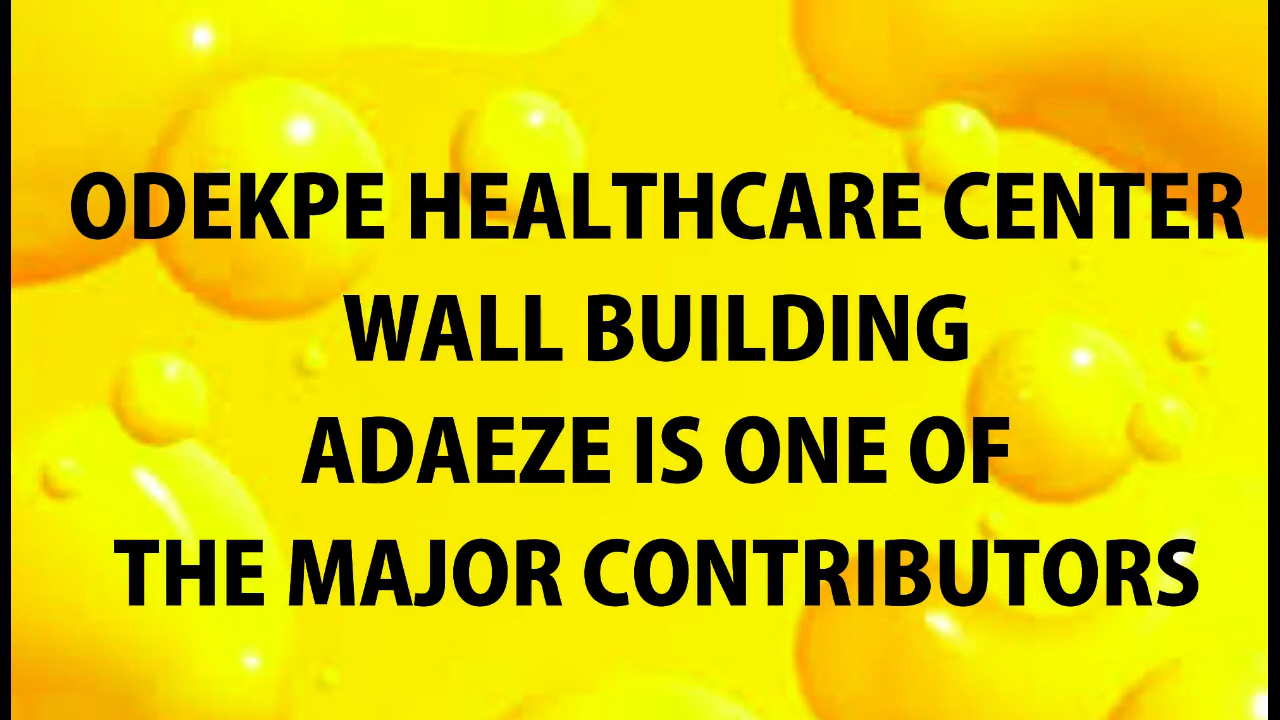 ODEKPE HEALTHCARE CENTER
WALL BUILDING
ADAEZE IS ONE OF
THE MAJOR CONTRIBUTORS